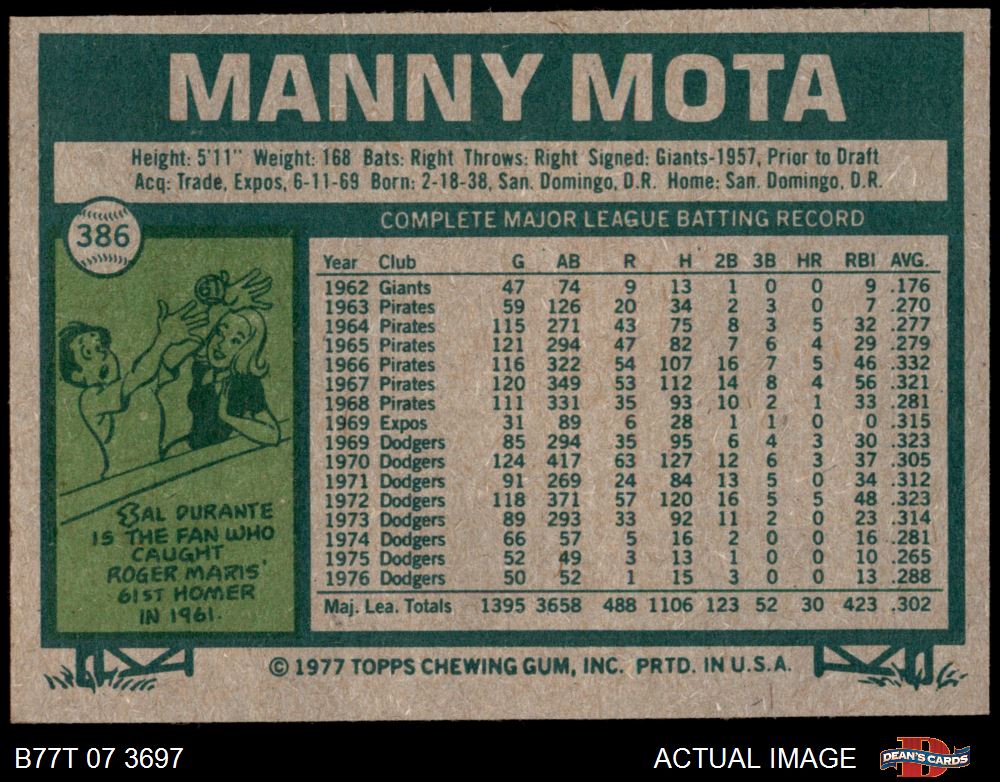 MANNY MOTA
Height: 5'11" Weight: 168 Bats: Right Throws: Right Signed: Giants-1957, Prior to Draft
Acq: Trade, Expos, 6-11-69 Born: 2-18-38, San. Domingo, D.R. Home: San. Domingo, D.R.
386
COMPLETE MAJOR LEAGUE BATTING RECORD
Year Club G AB R H 2B 3B HR RBI AVG.
1962 Giants 47 74 9 13 1 0 0 9 .176
1963 Pirates 59 126 20 34 2 3 0 7 .270
1964 Pirates 115 271 43 75 8 3 5 32 .277
1965 Pirates 121 294 47 82 7 6 4 29 .279
1966 Pirates 116 322 54 107 16 7 5 46 .332
1967 Pirates 120 349 53 112 14 8 4 56 .321
1968 Pirates 111 331 35 93 10 2 1 33 .281
1969 Expos 31 89 6 28 1 1 0 0 .315
1969 Dodgers 85 294 35 95 6 4 3 30 .323
1970 Dodgers 124 417 63 127 12 6 3 37 .305
1971 Dodgers 91 269 24 84 13 5 0 34 .312
1972 Dodgers 118 371 57 120 16 5 5 48 .323
1973 Dodgers 89 293 33 92 11 2 0 23 .314
1974 Dodgers 66 57 5 16 2 0 0 16 .281
1975 Dodgers 52 49 3 13 1 0 0 10 .265
1976 Dodgers 50 52 1 15 3 0 0 13 .288
Maj. Lea. Totals 1395 3658 488 1106 123 52 30 423 .302
SAL DURANTE
IS THE FAN WHO
CAUGHT
ROGER MARIS'
61ST HOMER
IN 1961.
© 1977 TOPPS CHEWING GUM, INC. PRTD. IN U.S.A.
B77T 07 3697
ACTUAL IMAGE
D
DEAN'S CARDS